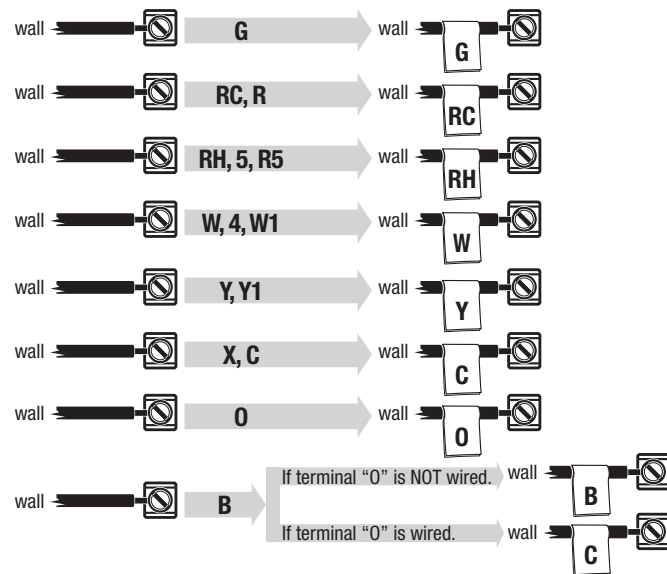 wall G wall G
wall RC, R wall RC
wall RH, 5, R5 wall RH
wall W, 4, W1 wall W
wall Y, Y1 wall Y
wall X, C wall C
wall O wall O
If terminal “O” is NOT wired. wall B
wall B
If terminal “O” is wired. wall C